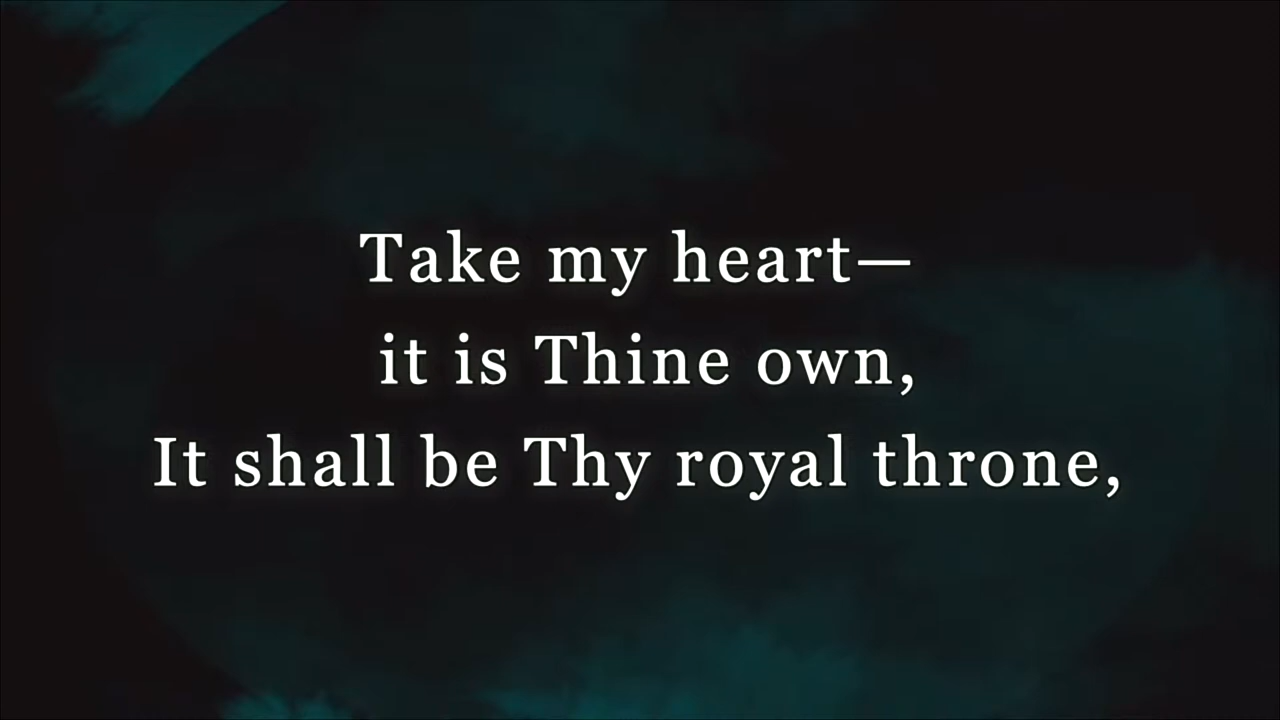 Take my heart—
it is Thine own,
It shall be Thy royal throne,